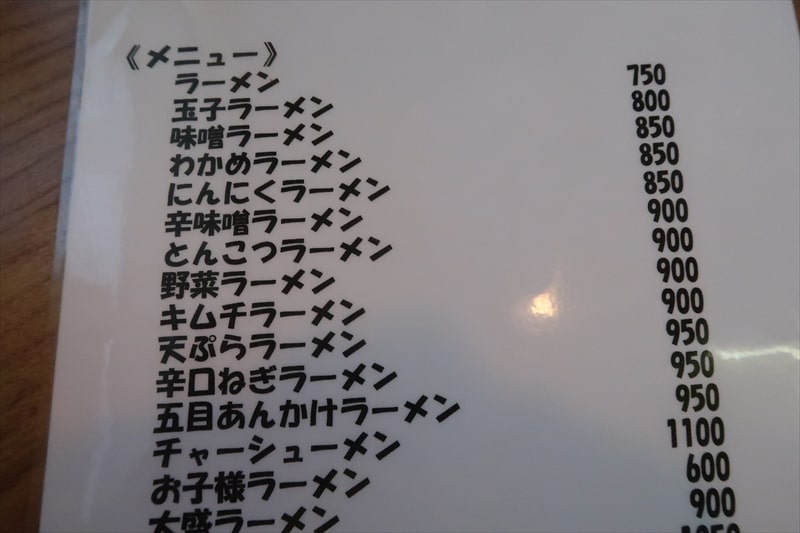 《メニュー》
ラーメン 750
玉子ラーメン 800
味噌ラーメン 850
わかめラーメン 850
にんにくラーメン 850
辛味噌ラーメン 900
とんこつラーメン 900
野菜ラーメン 900
キムチラーメン 900
天ぷらラーメン 950
辛口ねぎラーメン 950
五目あんかけラーメン 950
チャーシューメン 1100
お子様ラーメン 600
大盛ラーメン 900